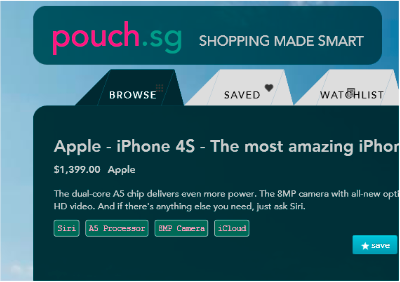 pouch.sg SHOPPING MADE SMART
BROWSE SAVED WATCHLIST
Apple - iPhone 4S - The most amazing iPho
$1,399.00 Apple
The dual-core A5 chip delivers even more power. The 8MP camera with all-new opti
HD video. And if there's anything else you need, just ask Siri.
Siri A5 Processor 8MP Camera iCloud
save